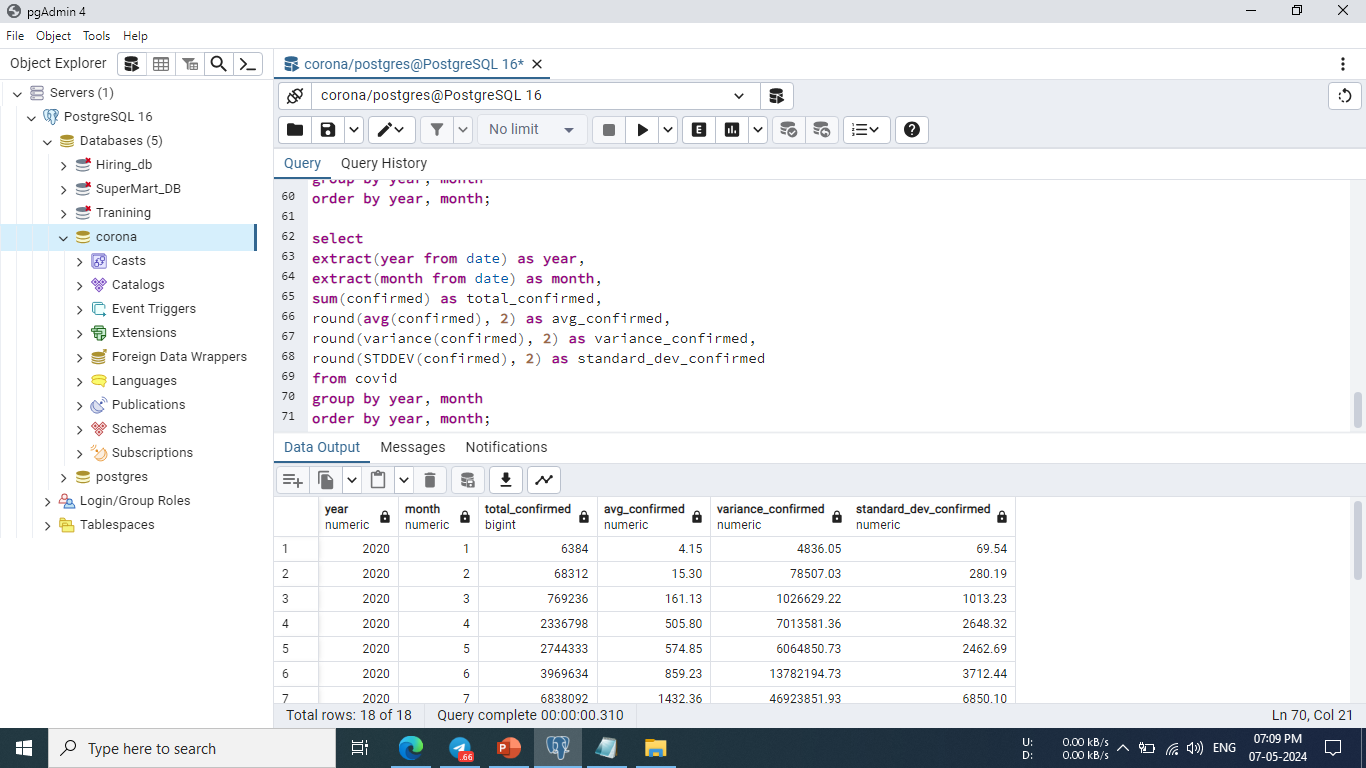 pgAdmin 4
File Object Tools Help
Object Explorer
corona/postgres@PostgreSQL 16*
Servers (1)
PostgreSQL 16
Databases (5)
Hiring_db
SuperMart_DB
Tranining
corona
Casts
Catalogs
Event Triggers
Extensions
Foreign Data Wrappers
Languages
Publications
Schemas
Subscriptions
postgres
Login/Group Roles
Tablespaces
corona/postgres@PostgreSQL 16
No limit
E
Query Query History
group by year, month
60 order by year, month;
61
62 select
63 extract(year from date) as year,
64 extract(month from date) as month,
65 sum(confirmed) as total_confirmed,
66 round(avg(confirmed), 2) as avg_confirmed,
67 round(variance(confirmed), 2) as variance_confirmed,
68 round(STDDEV(confirmed), 2) as standard_dev_confirmed
69 from covid
70 group by year, month
71 order by year, month;
Data Output Messages Notifications
year month total_confirmed avg_confirmed variance_confirmed standard_dev_confirmed
numeric numeric bigint numeric numeric numeric
1 2020 1 6384 4.15 4836.05 69.54
2 2020 2 68312 15.30 78507.03 280.19
3 2020 3 769236 161.13 1026629.22 1013.23
4 2020 4 2336798 505.80 7013581.36 2648.32
5 2020 5 2744333 574.85 6064850.73 2462.69
6 2020 6 3969634 859.23 13782194.73 3712.44
7 2020 7 6838092 1432.36 46923851.93 6850.10
Total rows: 18 of 18 Query complete 00:00:00.310 Ln 70, Col 21
Type here to search
.66
U: 0.00 kB/s
D: 0.00 kB/s
ENG
07:09 PM
07-05-2024